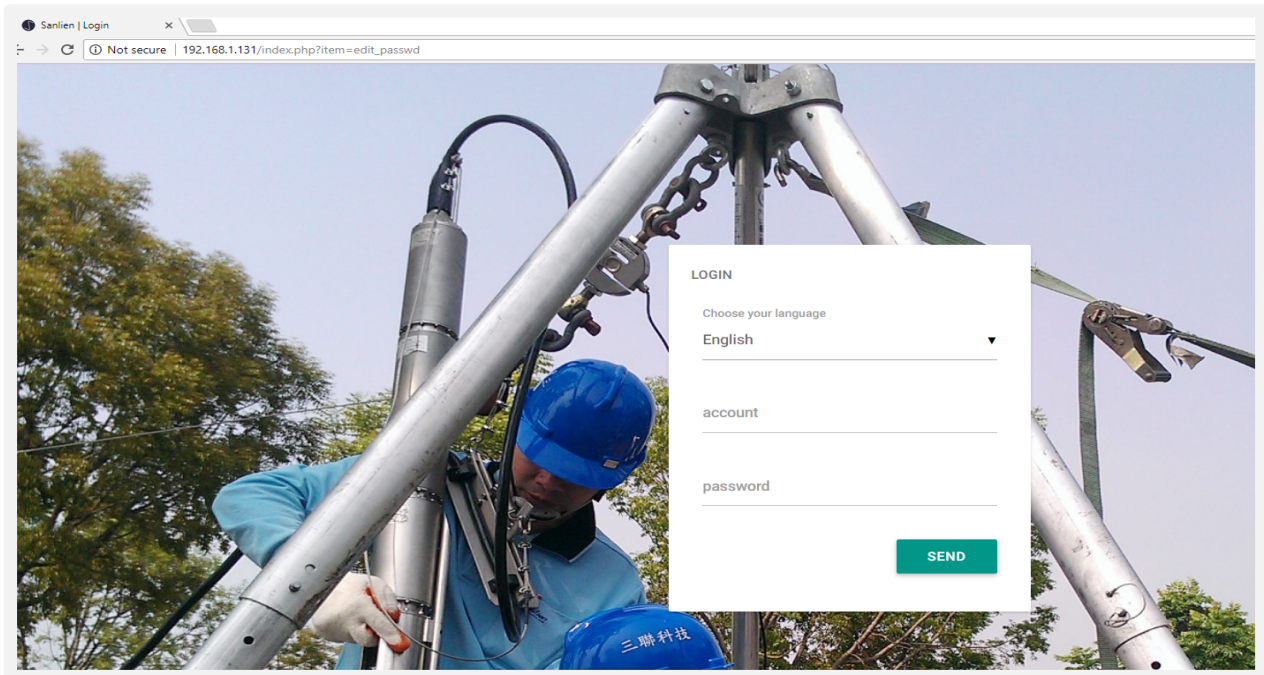 Sanlien | Login
Not secure | 192.168.1.131/index.php?item=edit_passwd
LOGIN
Choose your language
English
account
password
SEND
三聯科技